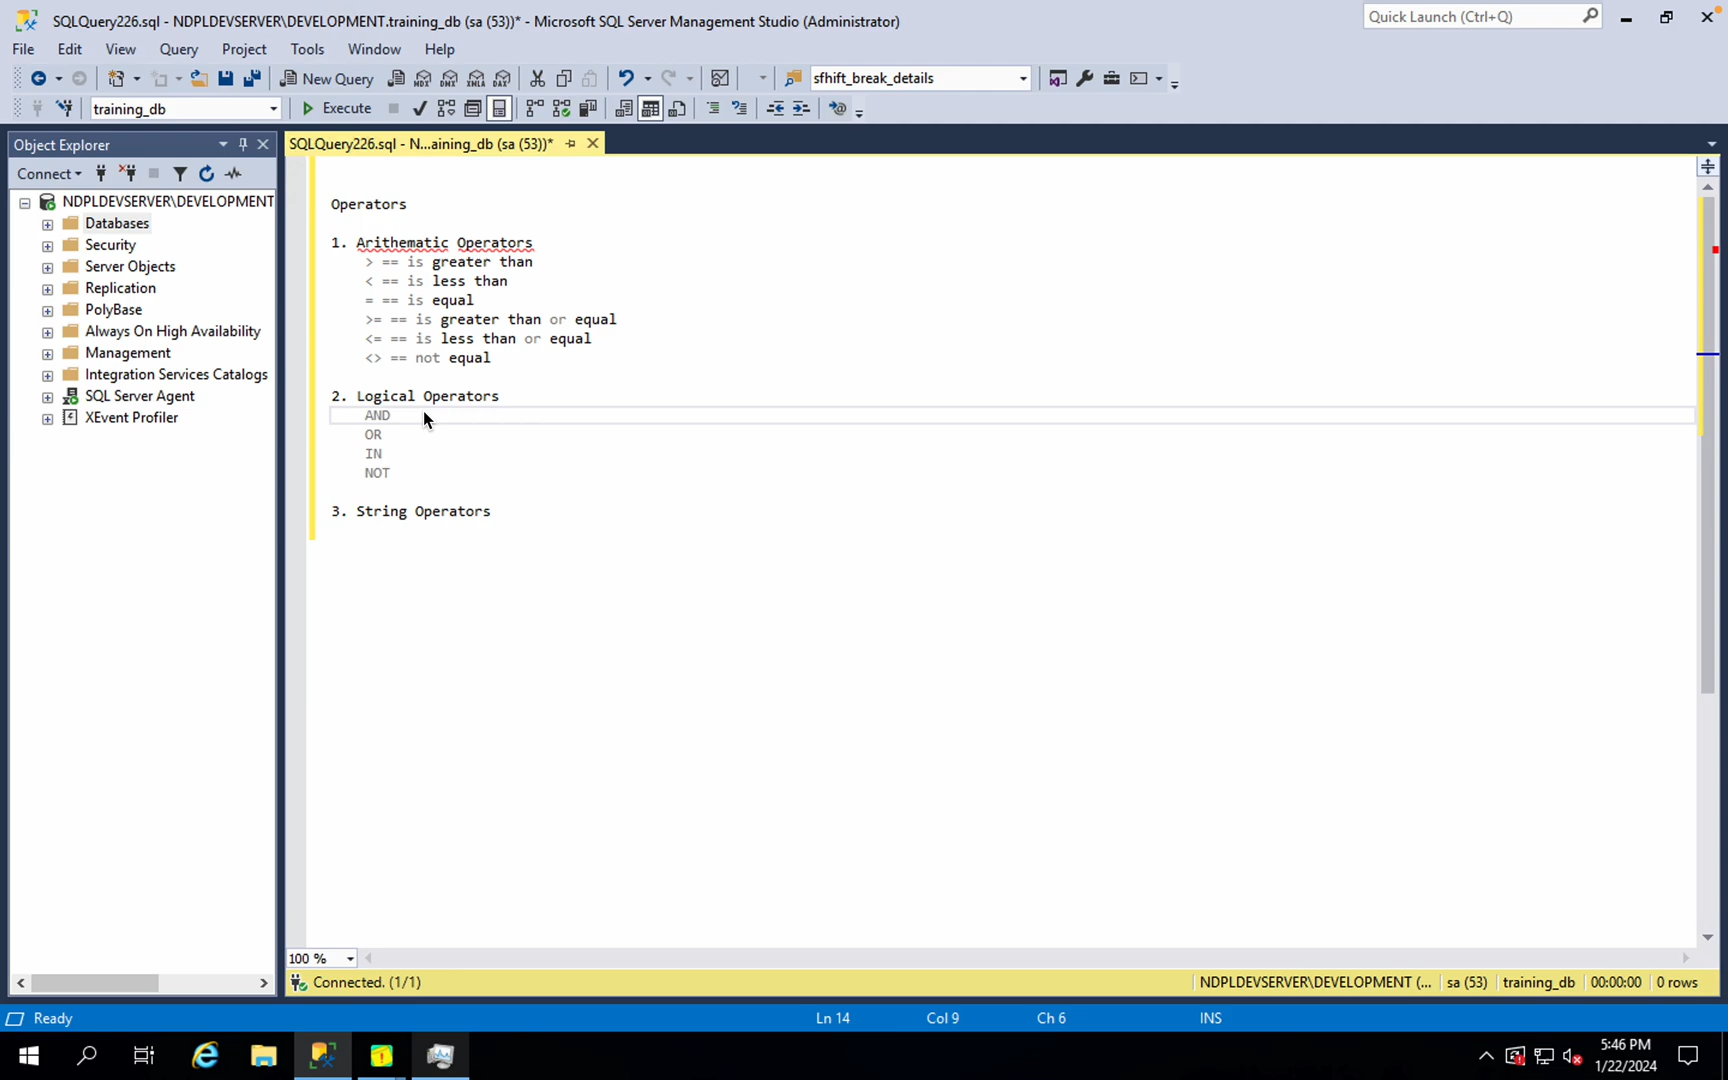 SQLQuery226.sql - NDPLDEVSERVER\DEVELOPMENT.training_db (sa (53))* - Microsoft SQL Server Management Studio (Administrator)
Quick Launch (Ctrl+Q)
File Edit View Query Project Tools Window Help
New Query
MDX DMX XMLA DAX
sfhift_break_details
training_db
Execute
Object Explorer
SQLQuery226.sql - N...aining_db (sa (53))*
Connect
NDPLDEVSERVER\DEVELOPMENT
Databases
Security
Server Objects
Replication
PolyBase
Always On High Availability
Management
Integration Services Catalogs
SQL Server Agent
XEvent Profiler
Operators
1. Arithematic Operators
> == is greater than
< == is less than
= == is equal
>= == is greater than or equal
<= == is less than or equal
<> == not equal
2. Logical Operators
AND
OR
IN
NOT
3. String Operators
100 %
Connected. (1/1)
NDPLDEVSERVER\DEVELOPMENT (... sa (53) training_db 00:00:00 0 rows
Ready
Ln 14
Col 9
Ch 6
INS
5:46 PM
1/22/2024